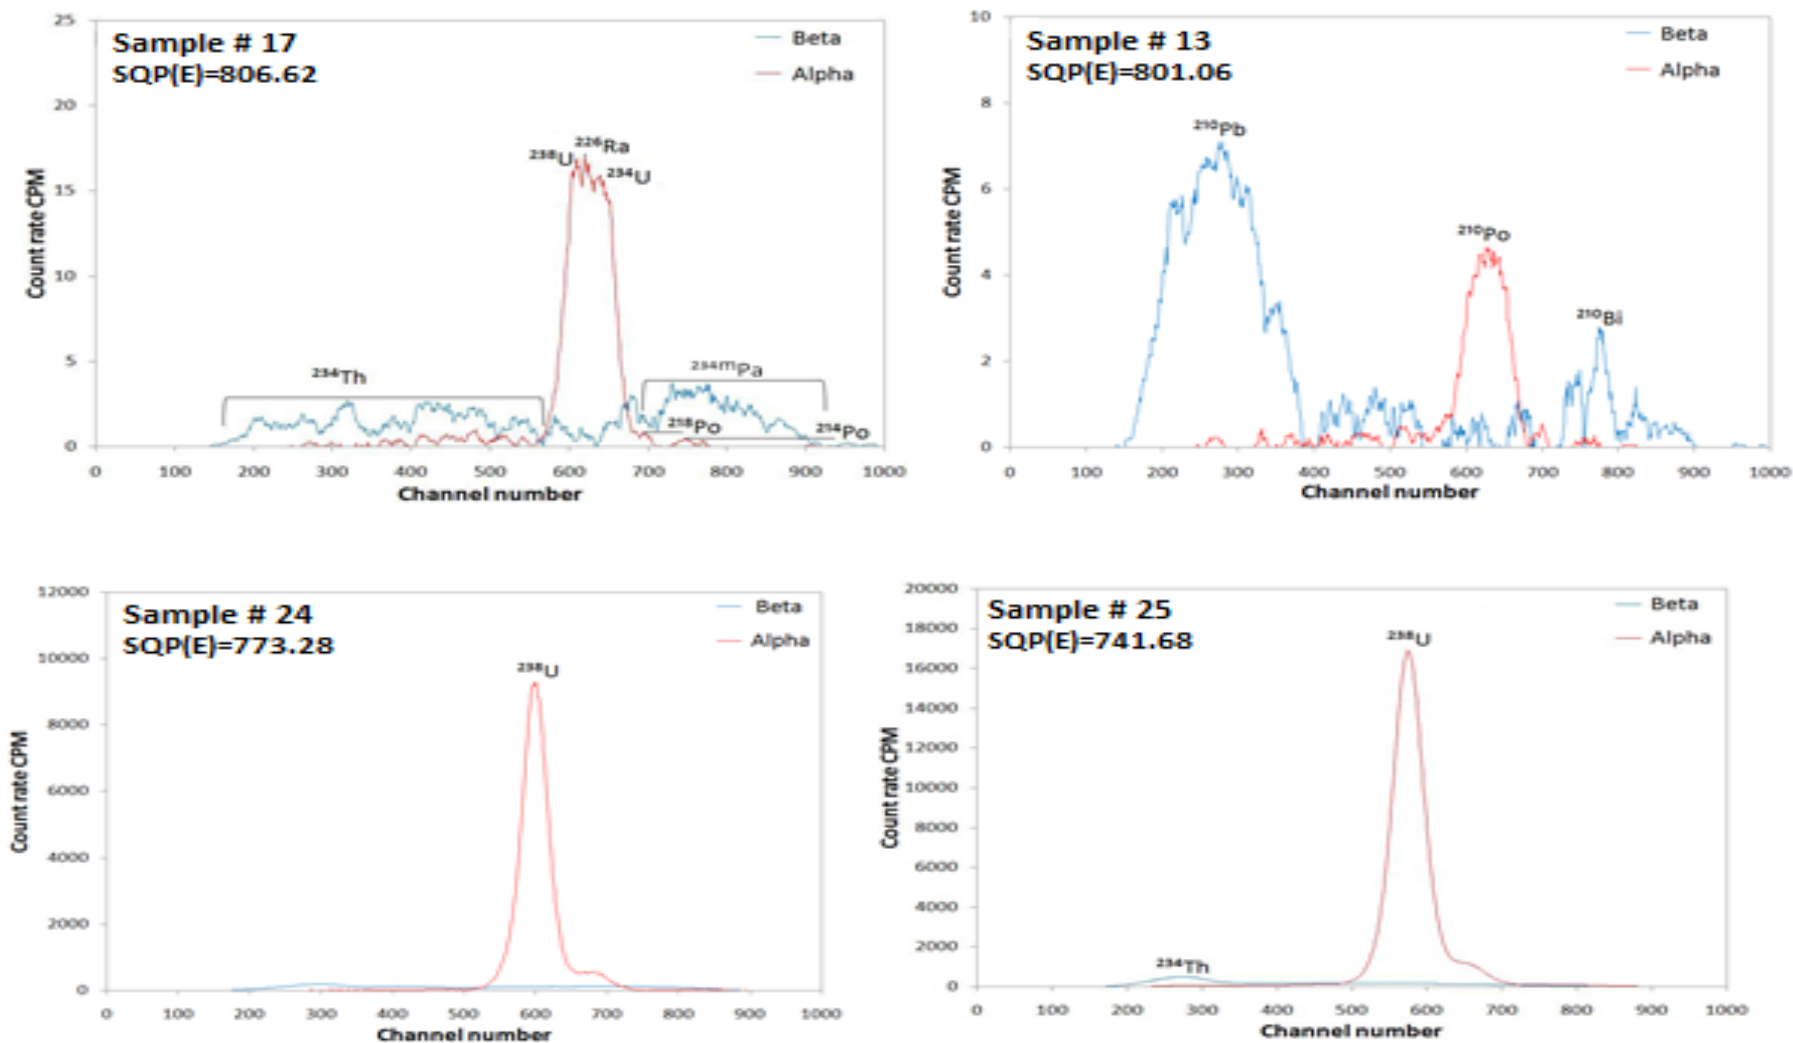 Sample # 17
SQP(E)=806.62
Beta
Alpha
25
20
15
10
5
0
Count rate CPM
²³⁸U
²²⁶Ra
²³⁴U
²³⁴Th
²³⁴ᵐPa
²¹⁸Po
²¹⁴Po
0 100 200 300 400 500 600 700 800 900 1000
Channel number
Sample # 13
SQP(E)=801.06
Beta
Alpha
10
8
6
4
2
0
Count rate CPM
²¹⁰Pb
²¹⁰Po
²¹⁰Bi
0 100 200 300 400 500 600 700 800 900 1000
Channel number
Sample # 24
SQP(E)=773.28
Beta
Alpha
12000
10000
8000
6000
4000
2000
0
Count rate CPM
²³⁸U
0 100 200 300 400 500 600 700 800 900 1000
Channel number
Sample # 25
SQP(E)=741.68
Beta
Alpha
20000
18000
16000
14000
12000
10000
8000
6000
4000
2000
0
Count rate CPM
²³⁸U
²³⁴Th
0 100 200 300 400 500 600 700 800 900 1000
Channel number